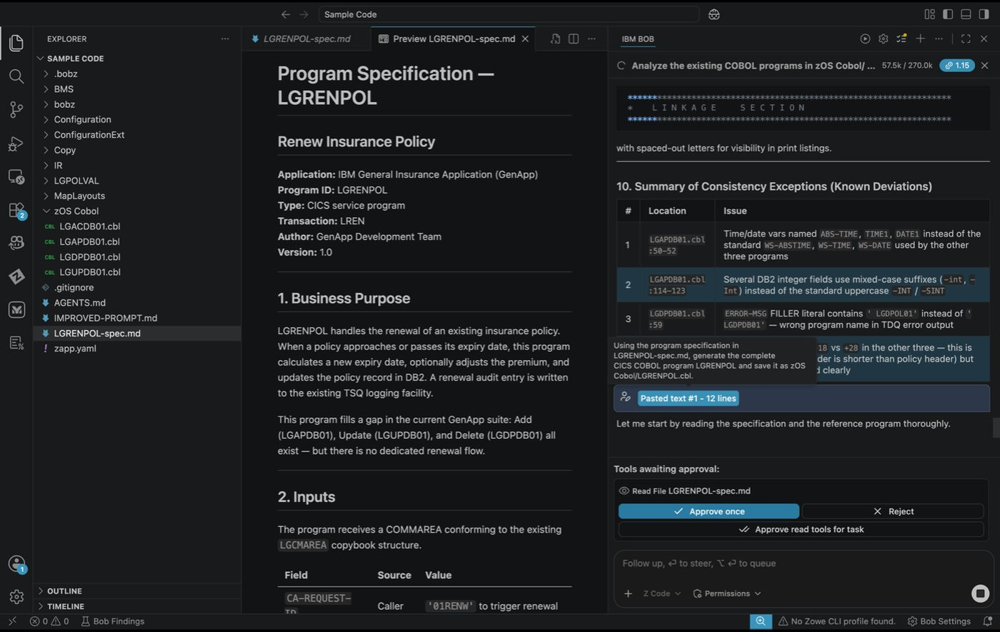 Sample Code
EXPLORER
SAMPLE CODE
.bobz
BMS
bobz
Configuration
ConfigurationExt
Copy
IR
LGPOLVAL
MapLayouts
zOS Cobol
CBL LGACDB01.cbl
CBL LGAPDB01.cbl
CBL LGDPDB01.cbl
CBL LGUPDB01.cbl
.gitignore
AGENTS.md
IMPROVED-PROMPT.md
LGRENPOL-spec.md
! zapp.yaml
2
1
OUTLINE
TIMELINE
LGRENPOL-spec.md
Preview LGRENPOL-spec.md
Program Specification —
LGRENPOL
Renew Insurance Policy
Application: IBM General Insurance Application (GenApp)
Program ID: LGRENPOL
Type: CICS service program
Transaction: LREN
Author: GenApp Development Team
Version: 1.0
1. Business Purpose
LGRENPOL handles the renewal of an existing insurance policy.
When a policy approaches or passes its expiry date, this program
calculates a new expiry date, optionally adjusts the premium, and
updates the policy record in DB2. A renewal audit entry is written
to the existing TSQ logging facility.
This program fills a gap in the current GenApp suite: Add
(LGAPDB01), Update (LGUPDB01), and Delete (LGDPDB01) all
exist — but there is no dedicated renewal flow.
2. Inputs
The program receives a COMMAREA conforming to the existing
LGCMAREA copybook structure.
Field Source Value
CA-REQUEST-
ID
Caller '01RENW' to trigger renewal
IBM BOB
Analyze the existing COBOL programs in zOS Cobol/ ... 57.5k / 270.0k 1.15
* L I N K A G E   S E C T I O N
with spaced-out letters for visibility in print listings.
10. Summary of Consistency Exceptions (Known Deviations)
# Location Issue
1 LGAPDB01.cbl
:50–52
Time/date vars named ABS-TIME, TIME1, DATE1 instead of the
standard WS-ABSTIME, WS-TIME, WS-DATE used by the other
three programs
2 LGAPDB01.cbl
:114–123
Several DB2 integer fields use mixed-case suffixes (-int, -
Int) instead of the standard uppercase -INT / -SINT
3 LGDPDB01.cbl
:59
ERROR-MSG FILLER literal contains ' LGDPOL01' instead of '
LGDPDB01' — wrong program name in TDQ error output
18 vs +28 in the other three — this is
der is shorter than policy header) but
d clearly
Using the program specification in
LGRENPOL-spec.md, generate the complete
CICS COBOL program LGRENPOL and save it as zOS
Cobol/LGRENPOL.cbl.
Pasted text #1 - 12 lines
Let me start by reading the specification and the reference program thoroughly.
Tools awaiting approval:
Read File LGRENPOL-spec.md
Approve once
Reject
Approve read tools for task
Follow up, ⏎ to steer, ⌥ ⏎ to queue
Z Code
Permissions
0 0 Bob Findings
No Zowe CLI profile found.
Bob Settings